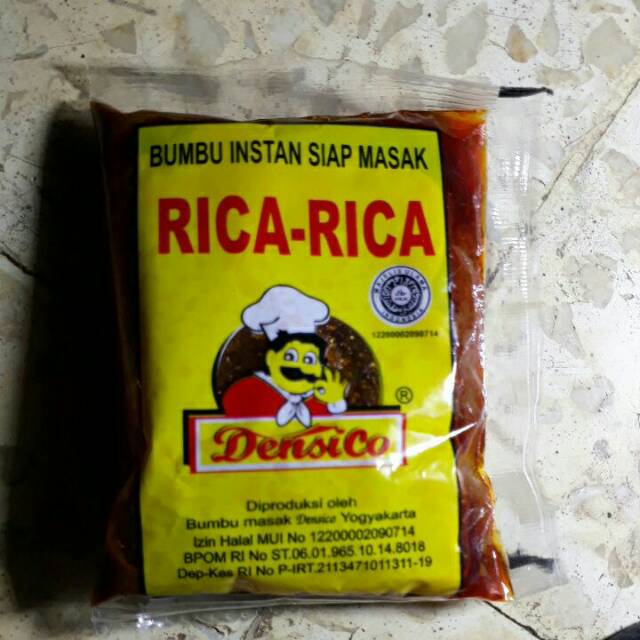 BUMBU INSTAN SIAP MASAK
RICA-RICA
12200002090714
®
DensiCo
Diproduksi oleh
Bumbu masak Densico Yogyakarta
Izin Halal MUI No 12200002090714
BPOM RI No ST.06.01.965.10.14.8018
Dep-Kes RI No P-IRT.2113471011311-19